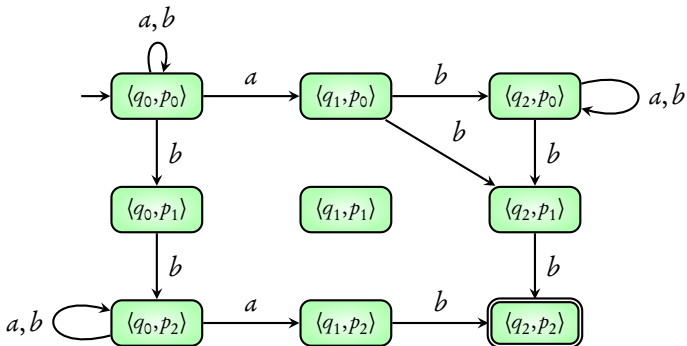 a, b
⟨q₀,p₀⟩ a ⟨q₁,p₀⟩ b ⟨q₂,p₀⟩ a, b
b b b
⟨q₀,p₁⟩ ⟨q₁,p₁⟩ ⟨q₂,p₁⟩
b b
a, b ⟨q₀,p₂⟩ a ⟨q₁,p₂⟩ b ⟨q₂,p₂⟩